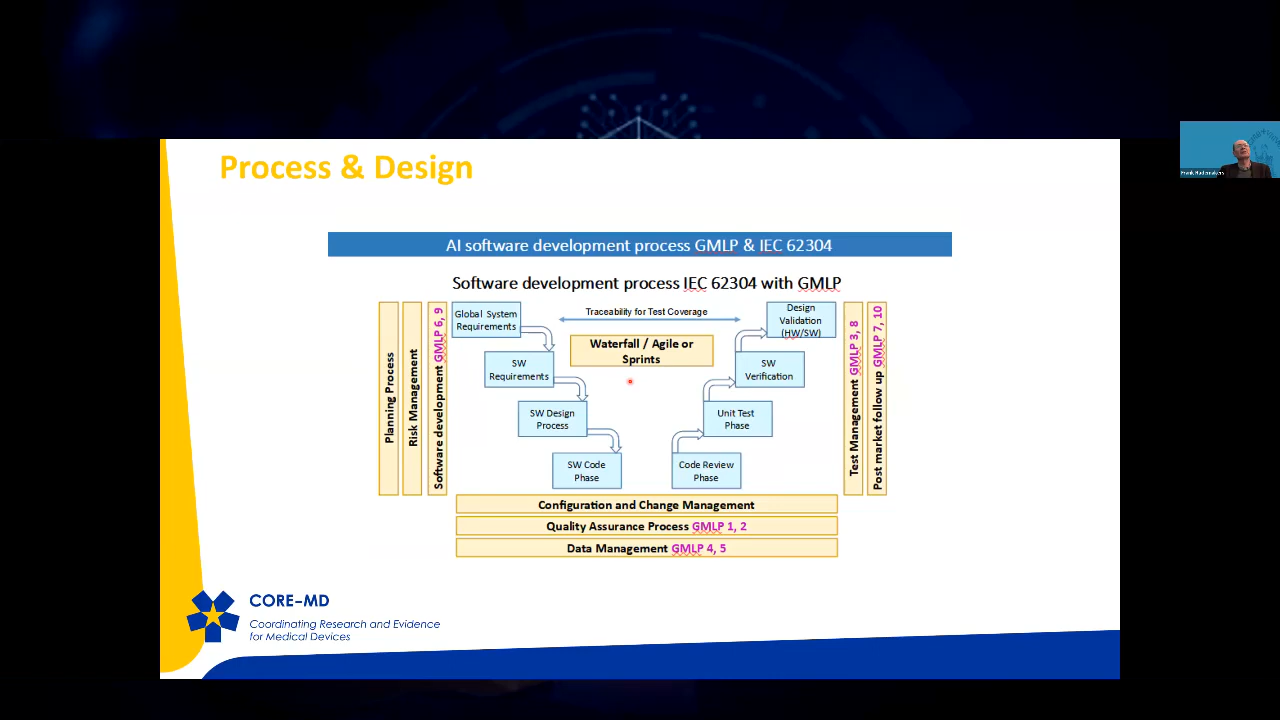 Process & Design
Frank Rademakers
AI software development process GMLP & IEC 62304
Software development process IEC 62304 with GMLP
Planning Process
Risk Management
Software development GMLP 6, 9
Global System
Requirements
SW
Requirements
SW Design
Process
SW Code
Phase
Traceability for Test Coverage
Waterfall / Agile or
Sprints
Design
Validation
(HW/SW)
SW
Verification
Unit Test
Phase
Code Review
Phase
Test Management GMLP 3, 8
Post market follow up GMLP 7, 10
Configuration and Change Management
Quality Assurance Process GMLP 1, 2
Data Management GMLP 4, 5
CORE–MD
Coordinating Research and Evidence
for Medical Devices